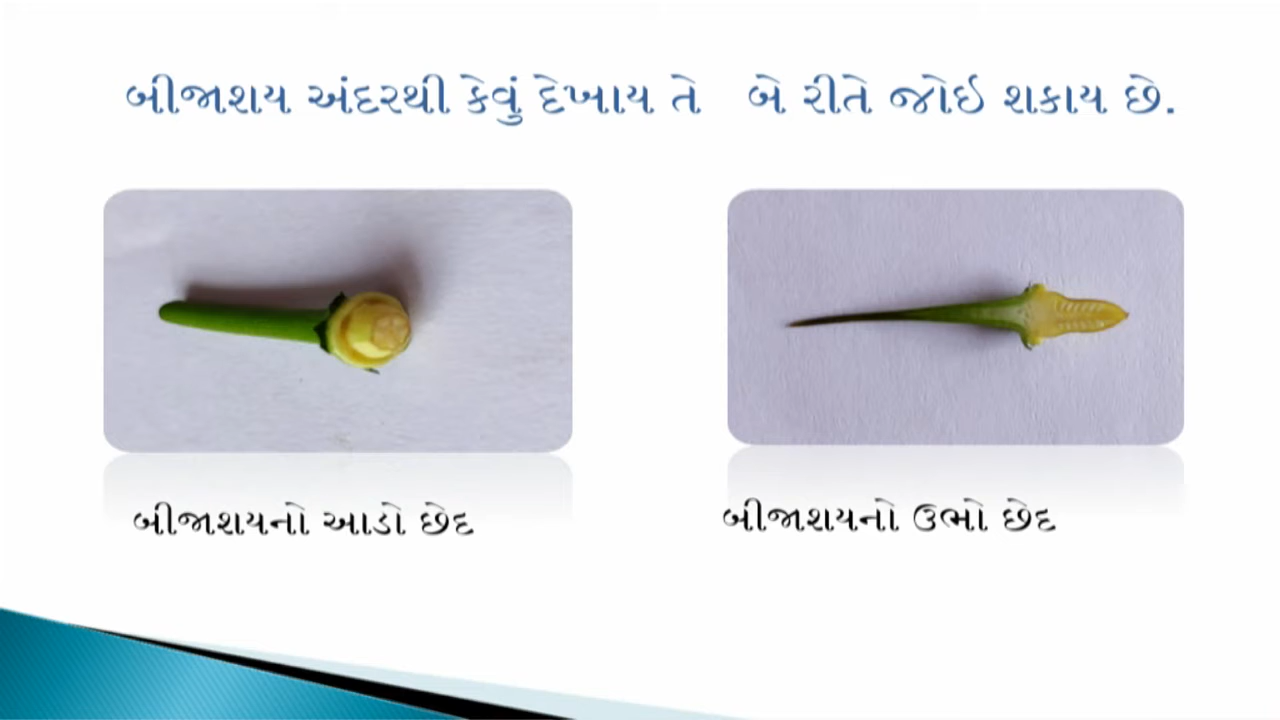 બીજાશય અંદરથી કેવું દેખાય તે બે રીતે જોઇ શકાય છે.
બીજાશયનો આડો છેદ
બીજાશયનો ઉભો છેદ